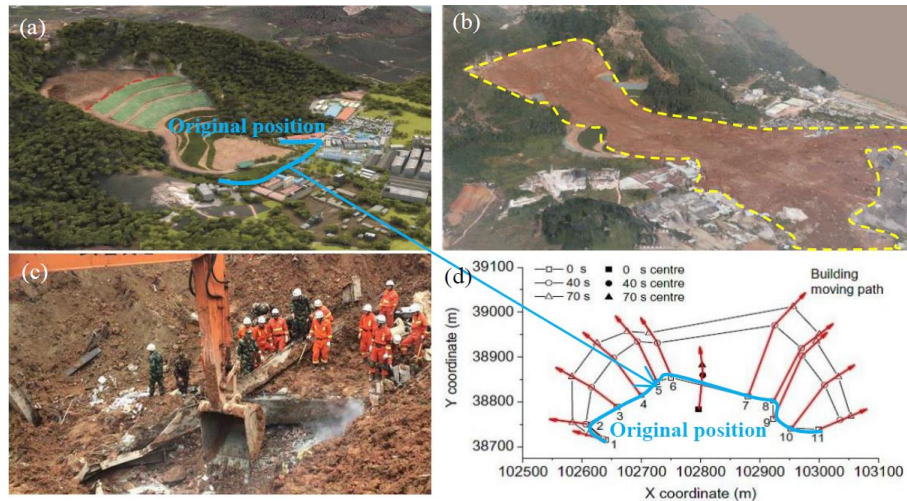 (a)
Original position
(b)
(c)
(d)
39100
39000
38900
38800
38700
Y coordinate (m)
0 s
40 s
70 s
0 s centre
40 s centre
70 s centre
Building
moving path
1
2
3
4
5
6
7
8
9
10
11
Original position
102500
102600
102700
102800
102900
103000
103100
X coordinate (m)